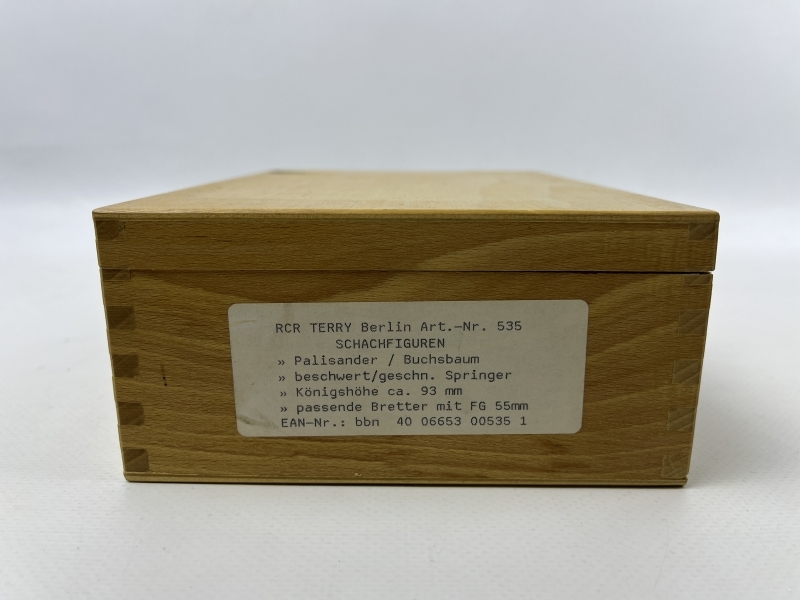 RCR TERRY Berlin Art.-Nr. 535
SCHACHFIGUREN
» Palisander / Buchsbaum
» beschwert/geschn. Springer
» Königshöhe ca. 93 mm
» passende Bretter mit FG 55mm
EAN-Nr.: bbn 40 06653 00535 1